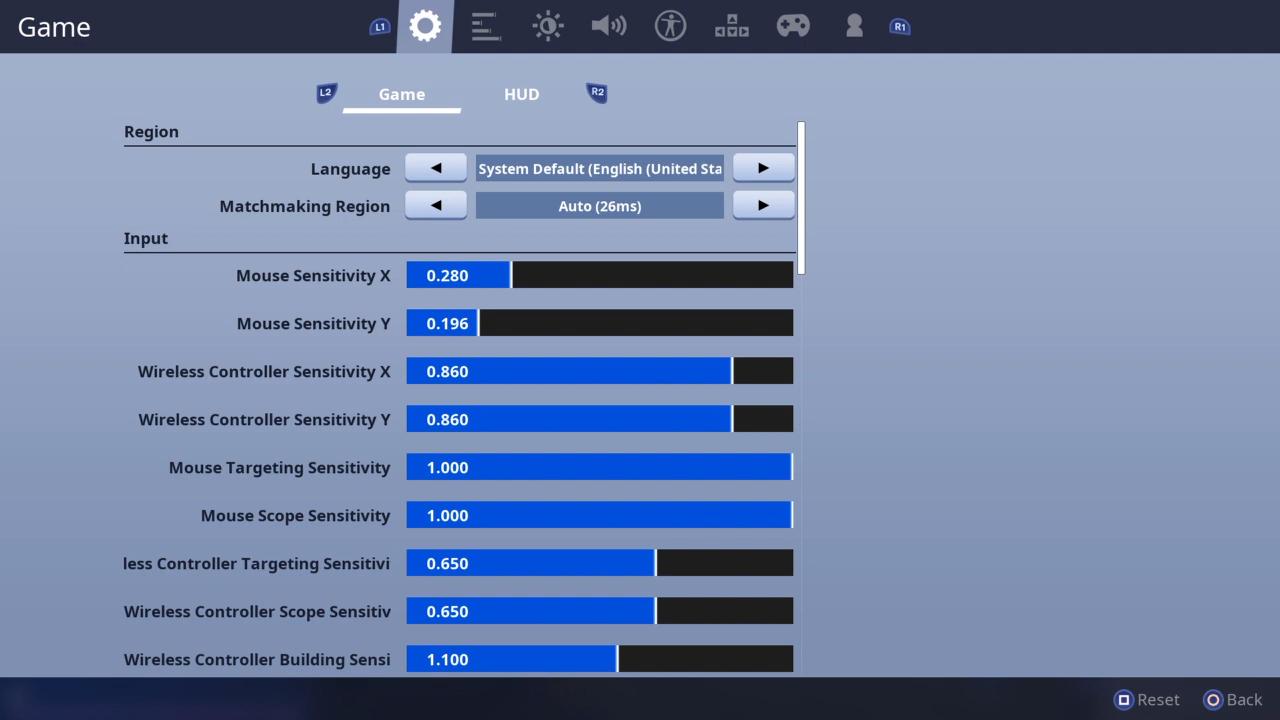 Game
L1
R1
L2
Game
HUD
R2
Region
Language
System Default (English (United Sta
Matchmaking Region
Auto (26ms)
Input
Mouse Sensitivity X
0.280
Mouse Sensitivity Y
0.196
Wireless Controller Sensitivity X
0.860
Wireless Controller Sensitivity Y
0.860
Mouse Targeting Sensitivity
1.000
Mouse Scope Sensitivity
1.000
less Controller Targeting Sensitivi
0.650
Wireless Controller Scope Sensitiv
0.650
Wireless Controller Building Sensi
1.100
Reset
Back